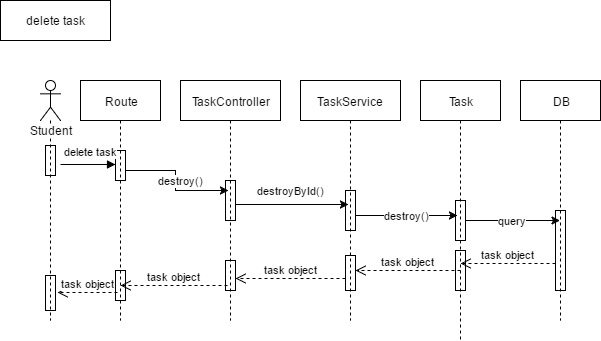 delete task
Route
TaskController
TaskService
Task
DB
Student
delete task
destroy()
destroyById()
destroy()
query
task object
task object
task object
task object
task object